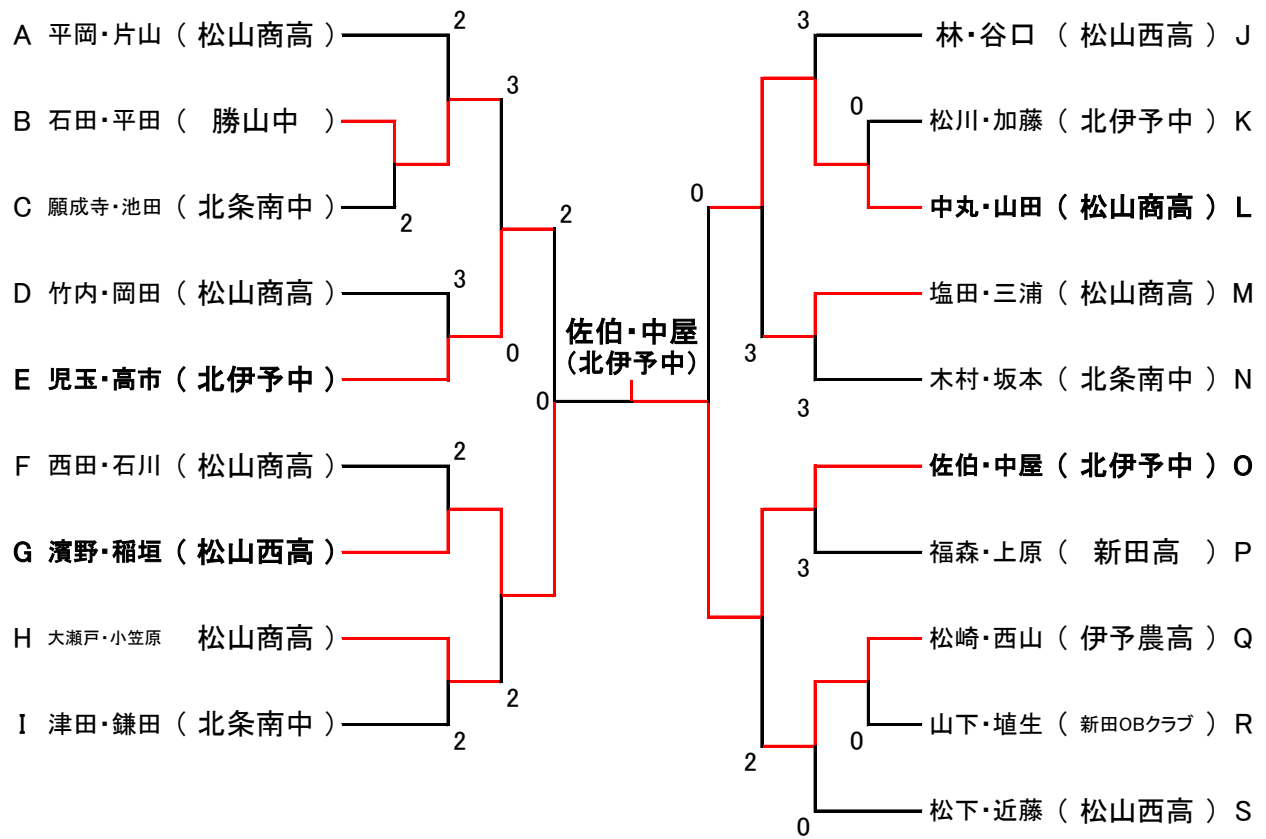 A 平岡・片山 （ 松山商高 ）
B 石田・平田 （ 勝山中 ）
C 願成寺・池田 （ 北条南中 ）
D 竹内・岡田 （ 松山商高 ）
E 児玉・高市 （ 北伊予中 ）
F 西田・石川 （ 松山商高 ）
G 濱野・稲垣 （ 松山西高 ）
H 大瀬戸・小笠原 松山商高 ）
I 津田・鎌田 （ 北条南中 ）
2
3
2
2
3
0
0
2
2
2
佐伯・中屋
（北伊予中）
3
0
0
3
3
3
2
0
0
林・谷口 （ 松山西高 ） J
松川・加藤 （ 北伊予中 ） K
中丸・山田 （ 松山商高 ） L
塩田・三浦 （ 松山商高 ） M
木村・坂本 （ 北条南中 ） N
佐伯・中屋 （ 北伊予中 ） O
福森・上原 （ 新田高 ） P
松崎・西山 （ 伊予農高 ） Q
山下・埴生 （ 新田OBクラブ ） R
松下・近藤 （ 松山西高 ） S